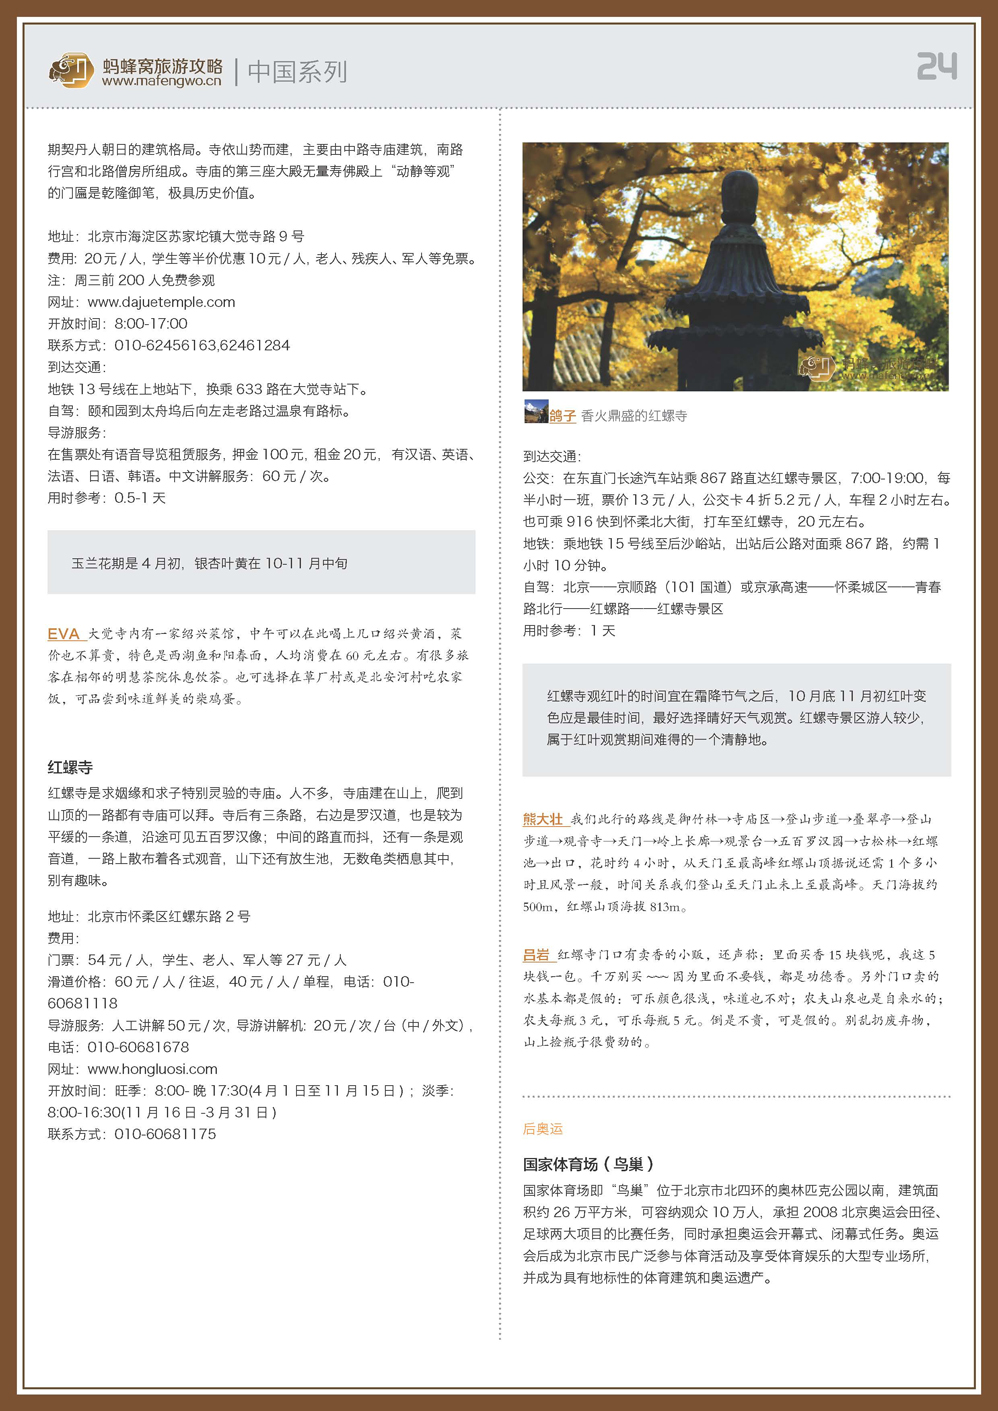 蚂蜂窝旅游攻略
www.mafengwo.cn
中国系列
24
期契丹人朝日的建筑格局。寺依山势而建，主要由中路寺庙建筑，南路
行宫和北路僧房所组成。寺庙的第三座大殿无量寿佛殿上“动静等观”
的门匾是乾隆御笔，极具历史价值。
地址：北京市海淀区苏家坨镇大觉寺路 9 号
费用：20 元 / 人，学生等半价优惠 10 元 / 人，老人、残疾人、军人等免票。
注：周三前 200 人免费参观
网址：www.dajuetemple.com
开放时间：8:00-17:00
联系方式：010-62456163,62461284
到达交通：
地铁 13 号线在上地站下，换乘 633 路在大觉寺站下。
自驾：颐和园到太舟坞后向左走老路过温泉有路标。
导游服务：
在售票处有语音导览租赁服务，押金 100 元，租金 20 元，有汉语、英语、
法语、日语、韩语。中文讲解服务：60 元 / 次。
用时参考：0.5-1 天
玉兰花期是 4 月初，银杏叶黄在 10-11 月中旬
EVA 大觉寺内有一家绍兴菜馆，中午可以在此喝上几口绍兴黄酒，菜
价也不算贵，特色是西湖鱼和阳春面，人均消费在 60 元左右。有很多旅
客在相邻的明慧茶院休息饮茶。也可选择在草厂村或是北安河村吃农家
饭，可品尝到味道鲜美的柴鸡蛋。
红螺寺
红螺寺是求姻缘和求子特别灵验的寺庙。人不多，寺庙建在山上，爬到
山顶的一路都有寺庙可以拜。寺后有三条路，右边是罗汉道，也是较为
平缓的一条道，沿途可见五百罗汉像；中间的路直而抖，还有一条是观
音道，一路上散布着各式观音，山下还有放生池，无数龟类栖息其中，
别有趣味。
地址：北京市怀柔区红螺东路 2 号
费用：
门票：54 元 / 人，学生、老人、军人等 27 元 / 人
滑道价格：60 元 / 人 / 往返，40 元 / 人 / 单程，电话：010-
60681118
导游服务：人工讲解 50 元 / 次，导游讲解机：20 元 / 次 / 台（中 / 外文），
电话：010-60681678
网址：www.hongluosi.com
开放时间：旺季：8:00- 晚 17:30(4 月 1 日至 11 月 15 日 ) ；淡季：
8:00-16:30(11 月 16 日 -3 月 31 日 )
联系方式：010-60681175
蚂蜂窝旅游攻略
鸽子 香火鼎盛的红螺寺
到达交通：
公交：在东直门长途汽车站乘 867 路直达红螺寺景区，7:00-19:00，每
半小时一班，票价 13 元 / 人，公交卡 4 折 5.2 元 / 人，车程 2 小时左右。
也可乘 916 快到怀柔北大街，打车至红螺寺，20 元左右。
地铁：乘地铁 15 号线至后沙峪站，出站后公路对面乘 867 路，约需 1
小时 10 分钟。
自驾：北京——京顺路（101 国道）或京承高速——怀柔城区——青春
路北行——红螺路——红螺寺景区
用时参考：1 天
红螺寺观红叶的时间宜在霜降节气之后，10 月底 11 月初红叶变
色应是最佳时间，最好选择晴好天气观赏。红螺寺景区游人较少，
属于红叶观赏期间难得的一个清静地。
熊大壮 我们此行的路线是御竹林→寺庙区→登山步道→叠翠亭→登山
步道→观音寺→天门→岭上长廊→观景台→五百罗汉园→古松林→红螺
池→出口，花时约 4 小时，从天门至最高峰红螺山顶据说还需 1 个多小
时且风景一般，时间关系我们登山至天门止未上至最高峰。天门海拔约
500m，红螺山顶海拔 813m。
吕岩 红螺寺门口有卖香的小贩，还声称：里面买香 15 块钱呢，我这 5
块钱一包。千万别买 ~~~ 因为里面不要钱，都是功德香。另外门口卖的
水基本都是假的：可乐颜色很浅，味道也不对；农夫山泉也是自来水的；
农夫每瓶 3 元，可乐每瓶 5 元。倒是不贵，可是假的。别乱扔废弃物，
山上捡瓶子很费劲的。
后奥运
国家体育场（鸟巢）
国家体育场即“鸟巢”位于北京市北四环的奥林匹克公园以南，建筑面
积约 26 万平方米，可容纳观众 10 万人，承担 2008 北京奥运会田径、
足球两大项目的比赛任务，同时承担奥运会开幕式、闭幕式任务。奥运
会后成为北京市民广泛参与体育活动及享受体育娱乐的大型专业场所，
并成为具有地标性的体育建筑和奥运遗产。